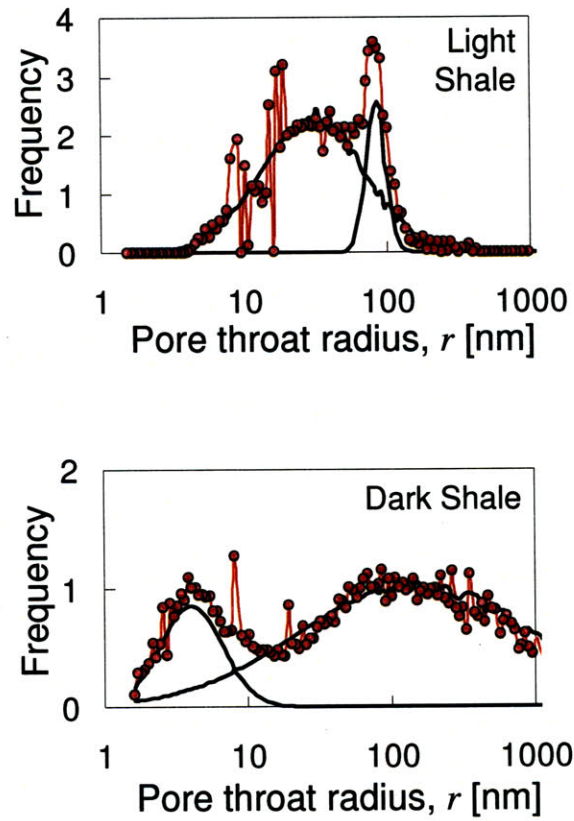 Light
Shale
Frequency
4
3
2
1
0
1 10 100 1000
Pore throat radius, r [nm]
Dark Shale
Frequency
2
1
0
1 10 100 1000
Pore throat radius, r [nm]